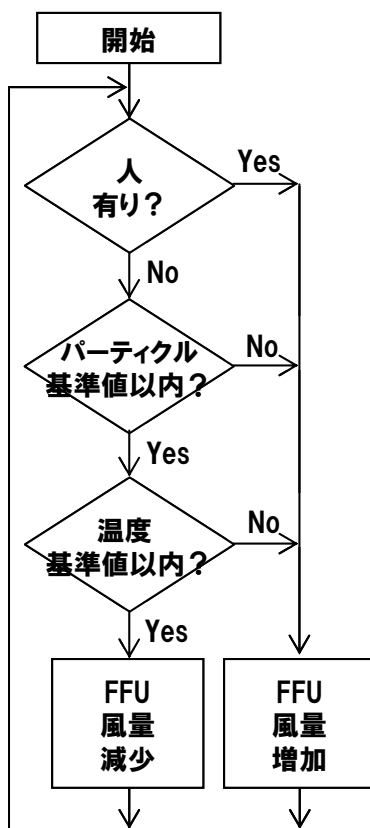 開始
人
有り？
Yes
No
パーティクル
基準値以内？
No
Yes
温度
基準値以内？
No
Yes
FFU
風量
減少
FFU
風量
増加